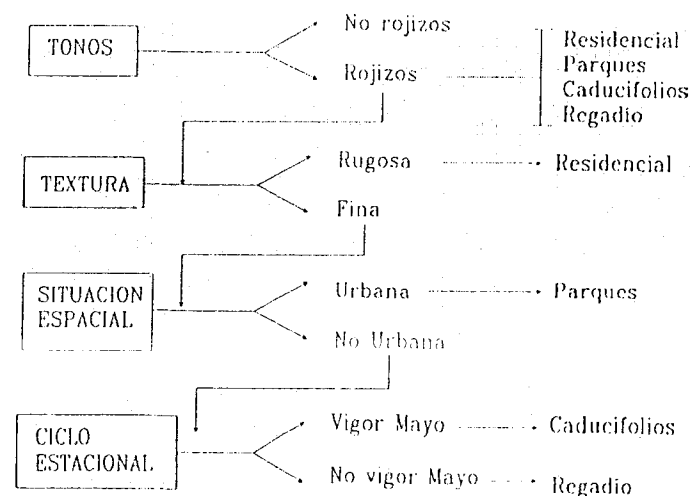 TONOS
No rojizos
Rojizos
Residencial
Parques
Caducifolios
Regadio
TEXTURA
Rugosa
Residencial
Fina
SITUACION
ESPACIAL
Urbana
Parques
No Urbana
CICLO
ESTACIONAL
Vigor Mayo
Caducifolios
No vigor Mayo
Regadio